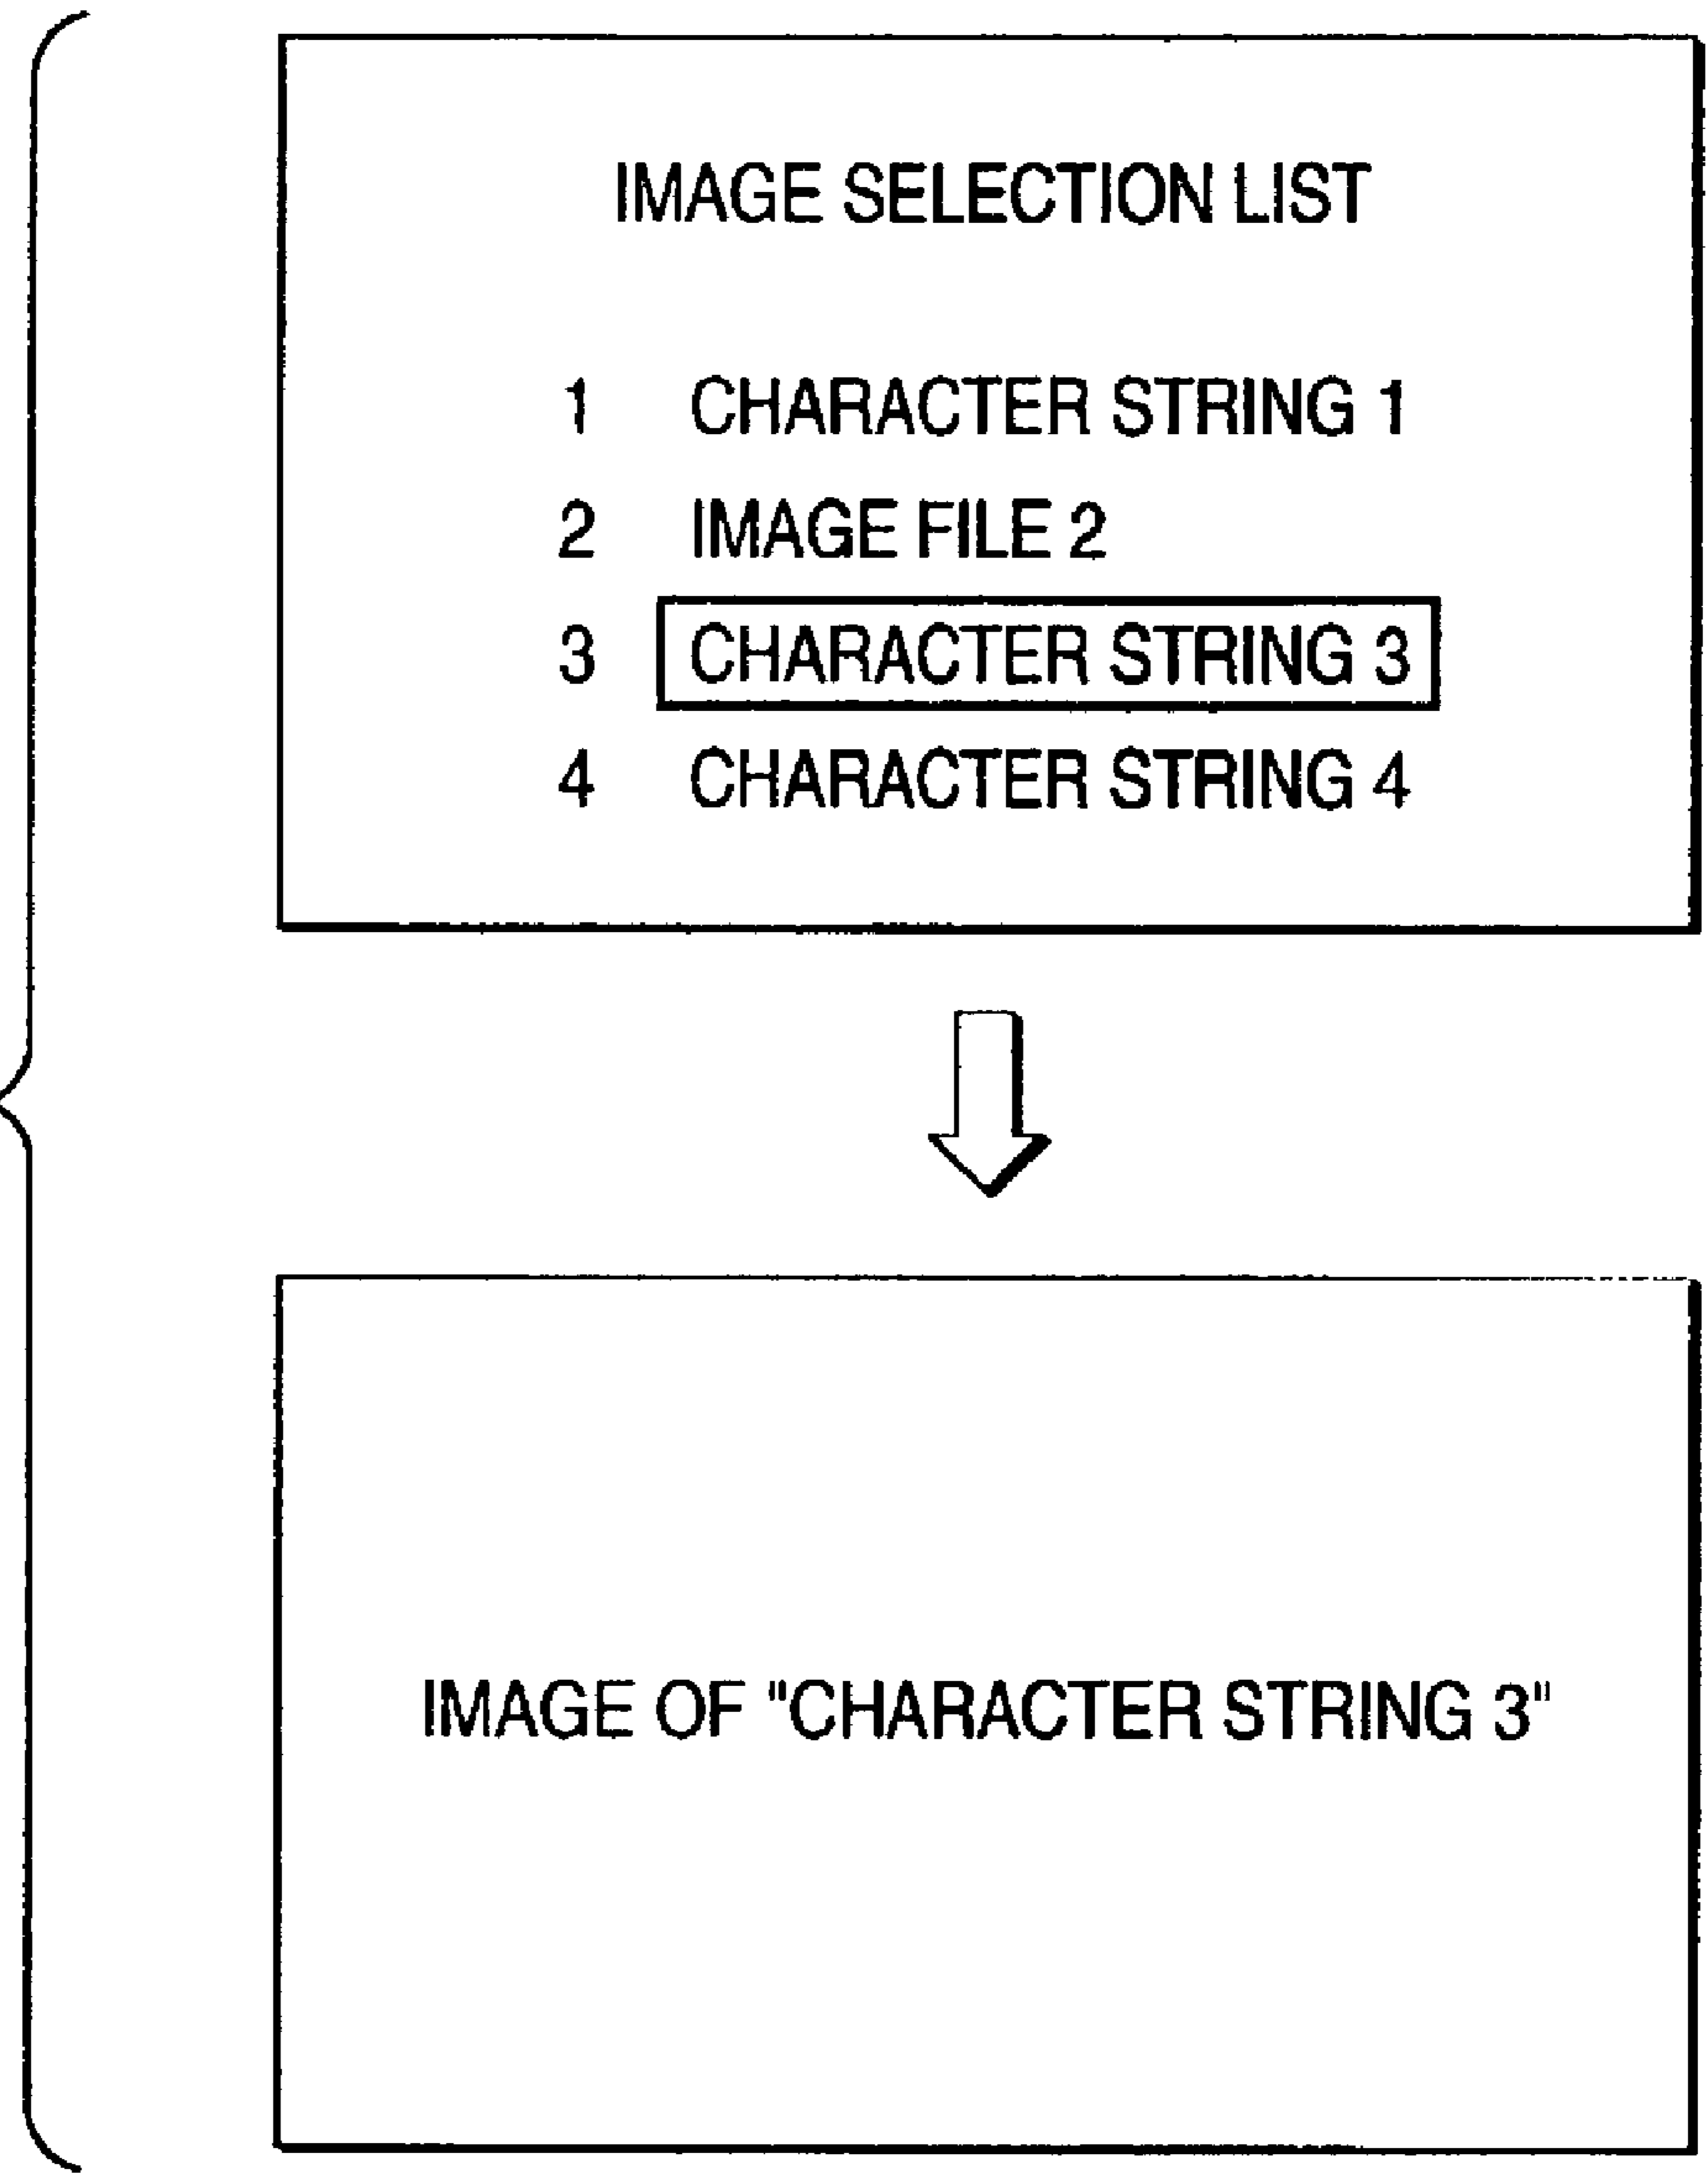 IMAGE SELECTION LIST
1 CHARACTER STRING 1
2 IMAGE FILE 2
3 CHARACTER STRING 3
4 CHARACTER STRING 4
IMAGE OF "CHARACTER STRING 3"